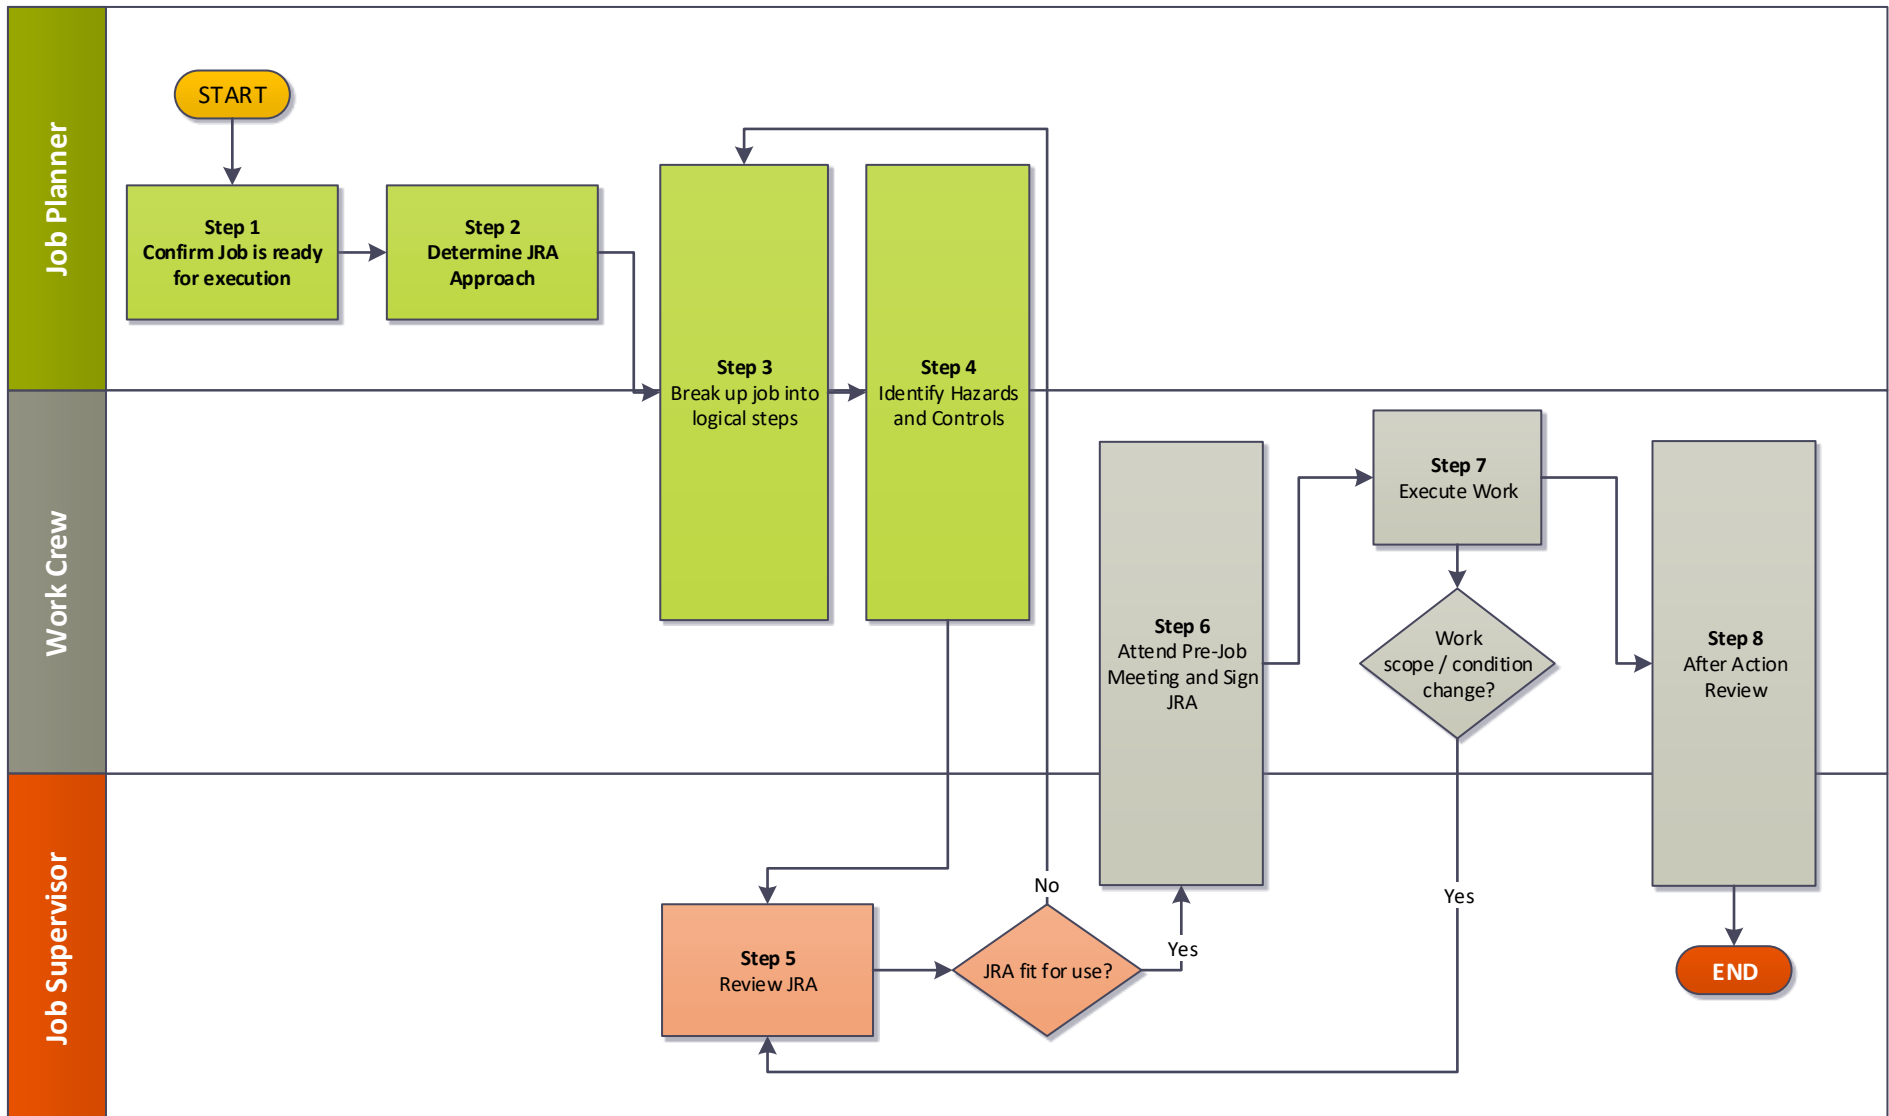 Job Planner
START
Step 1
Confirm Job is ready
for execution
Step 2
Determine JRA
Approach
Step 3
Break up job into
logical steps
Step 4
Identify Hazards
and Controls
Work Crew
Step 6
Attend Pre-Job
Meeting and Sign
JRA
Step 7
Execute Work
Work
scope / condition
change?
Step 8
After Action
Review
Job Supervisor
Step 5
Review JRA
JRA fit for use?
No
Yes
Yes
END